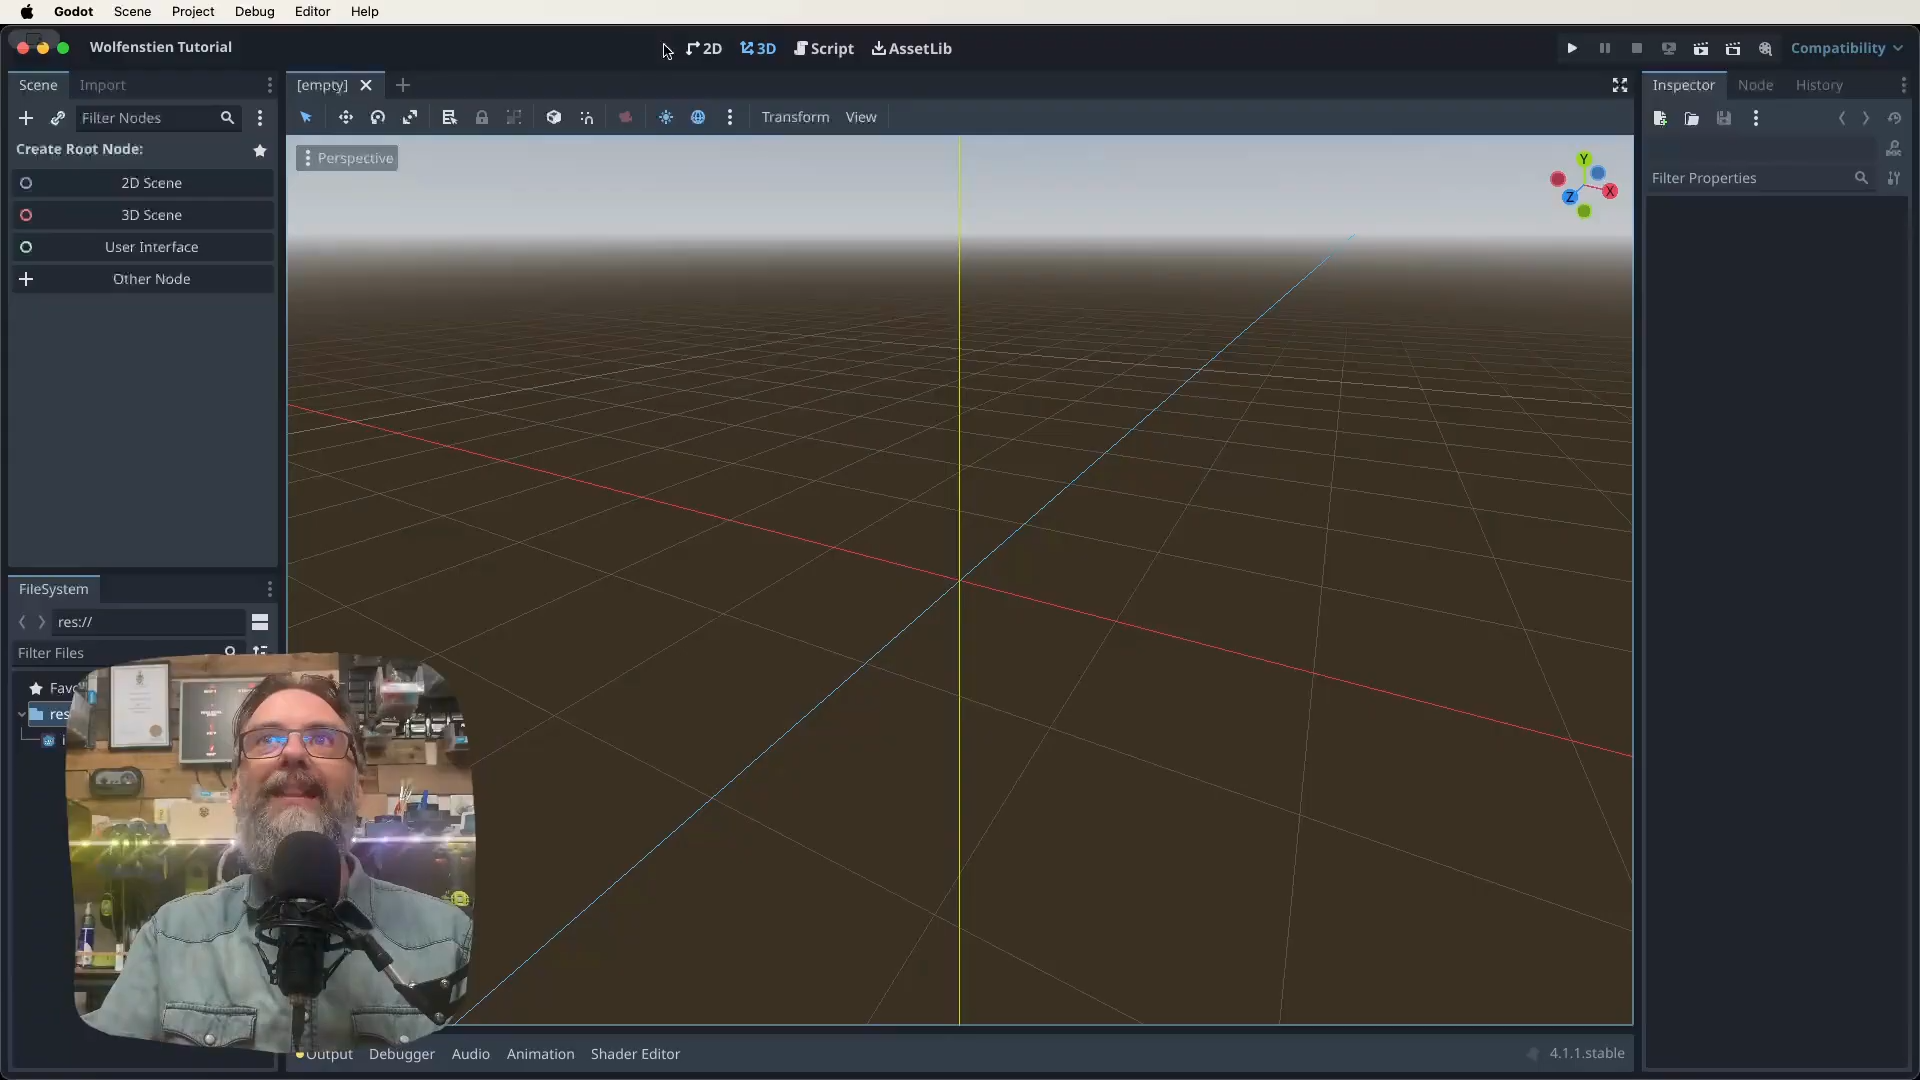 Godot Scene Project Debug Editor Help
Wolfenstien Tutorial
2D 3D Script AssetLib
Compatibility
Scene Import
[empty]
Inspector Node History
Filter Nodes
Transform View
Create Root Node:
Perspective
Y
X
Z
Filter Properties
2D Scene
3D Scene
User Interface
Other Node
FileSystem
res://
Filter Files
Favo
res
i
Output Debugger Audio Animation Shader Editor
4.1.1.stable